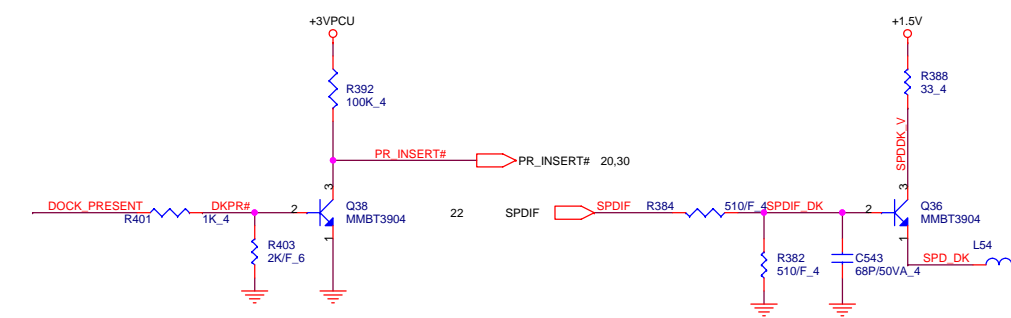 +3VPCU
+1.5V
R392
100K_4
R388
33_4
SPDDK_V
PR_INSERT#
PR_INSERT# 20,30
3
3
DOCK_PRESENT
R401
1K_4
DKPR#
2
Q38
MMBT3904
1
22
SPDIF
SPDIF
R384
510/F_4
SPDIF_DK
2
Q36
MMBT3904
1
R403
2K/F_6
R382
510/F_4
C543
68P/50VA_4
SPD_DK
L54